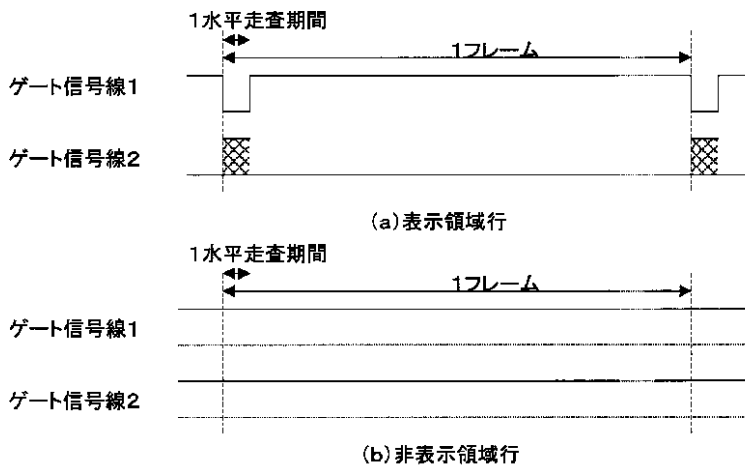 1水平走査期間
1フレーム
ゲート信号線1
ゲート信号線2
(a)表示領域行
1水平走査期間
1フレーム
ゲート信号線1
ゲート信号線2
(b)非表示領域行